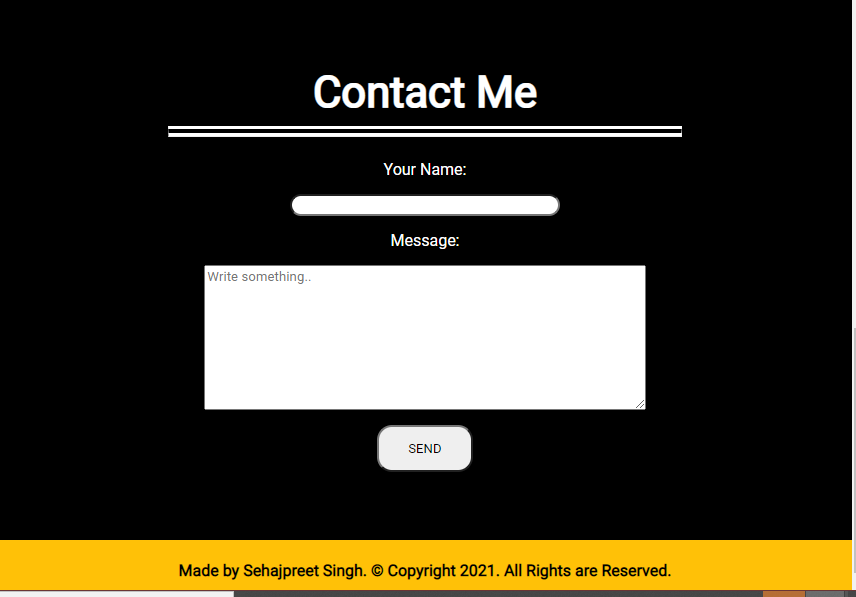 Contact Me
Your Name:
Message:
Write something..
SEND
Made by Sehajpreet Singh. © Copyright 2021. All Rights are Reserved.